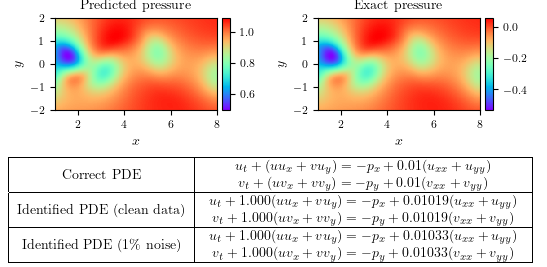 Predicted pressure
Exact pressure
2
1
0
−1
−2
y
2
4
6
8
x
1.0
0.8
0.6
2
1
0
−1
−2
y
2
4
6
8
x
0.0
−0.2
−0.4
Correct PDE
u_t + (uu_x + vu_y) = −p_x + 0.01(u_xx + u_yy)
v_t + (uv_x + vv_y) = −p_y + 0.01(v_xx + v_yy)
Identified PDE (clean data)
u_t + 1.000(uu_x + vu_y) = −p_x + 0.01019(u_xx + u_yy)
v_t + 1.000(uv_x + vv_y) = −p_y + 0.01019(v_xx + v_yy)
Identified PDE (1% noise)
u_t + 1.000(uu_x + vu_y) = −p_x + 0.01033(u_xx + u_yy)
v_t + 1.000(uv_x + vv_y) = −p_y + 0.01033(v_xx + v_yy)